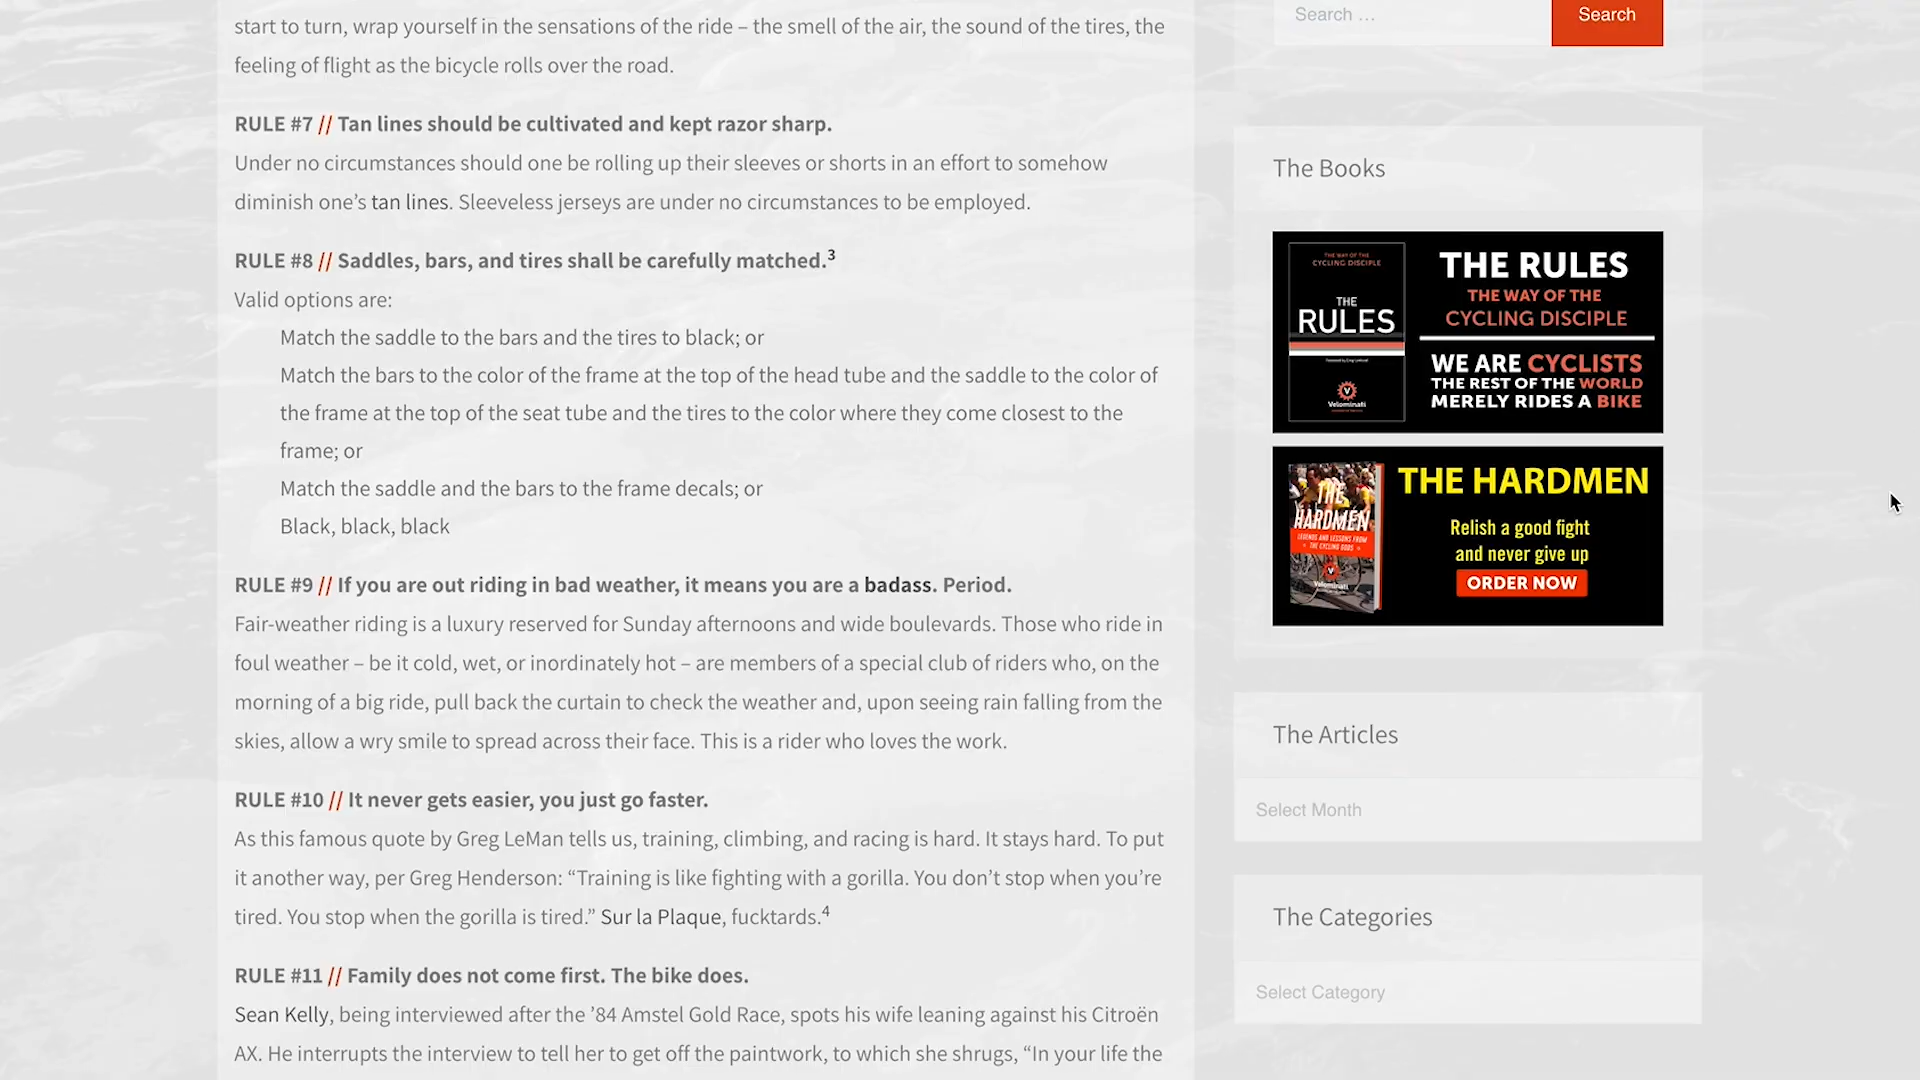 start to turn, wrap yourself in the sensations of the ride – the smell of the air, the sound of the tires, the
feeling of flight as the bicycle rolls over the road.
RULE #7 // Tan lines should be cultivated and kept razor sharp.
Under no circumstances should one be rolling up their sleeves or shorts in an effort to somehow
diminish one’s tan lines. Sleeveless jerseys are under no circumstances to be employed.
RULE #8 // Saddles, bars, and tires shall be carefully matched.³
Valid options are:
Match the saddle to the bars and the tires to black; or
Match the bars to the color of the frame at the top of the head tube and the saddle to the color of
the frame at the top of the seat tube and the tires to the color where they come closest to the
frame; or
Match the saddle and the bars to the frame decals; or
Black, black, black
RULE #9 // If you are out riding in bad weather, it means you are a badass. Period.
Fair-weather riding is a luxury reserved for Sunday afternoons and wide boulevards. Those who ride in
foul weather – be it cold, wet, or inordinately hot – are members of a special club of riders who, on the
morning of a big ride, pull back the curtain to check the weather and, upon seeing rain falling from the
skies, allow a wry smile to spread across their face. This is a rider who loves the work.
RULE #10 // It never gets easier, you just go faster.
As this famous quote by Greg LeMan tells us, training, climbing, and racing is hard. It stays hard. To put
it another way, per Greg Henderson: “Training is like fighting with a gorilla. You don’t stop when you’re
tired. You stop when the gorilla is tired.” Sur la Plaque, fucktards.⁴
RULE #11 // Family does not come first. The bike does.
Sean Kelly, being interviewed after the ’84 Amstel Gold Race, spots his wife leaning against his Citroën
AX. He interrupts the interview to tell her to get off the paintwork, to which she shrugs, “In your life the
Search …
Search
The Books
THE WAY OF THE
CYCLING DISCIPLE
THE
RULES
Velominati
THE RULES
THE WAY OF THE
CYCLING DISCIPLE
WE ARE CYCLISTS
THE REST OF THE WORLD
MERELY RIDES A BIKE
THE
HARDMEN
LEGENDS AND LESSONS FROM
THE CYCLING GODS
Velominati
THE HARDMEN
Relish a good fight
and never give up
ORDER NOW
The Articles
Select Month
The Categories
Select Category